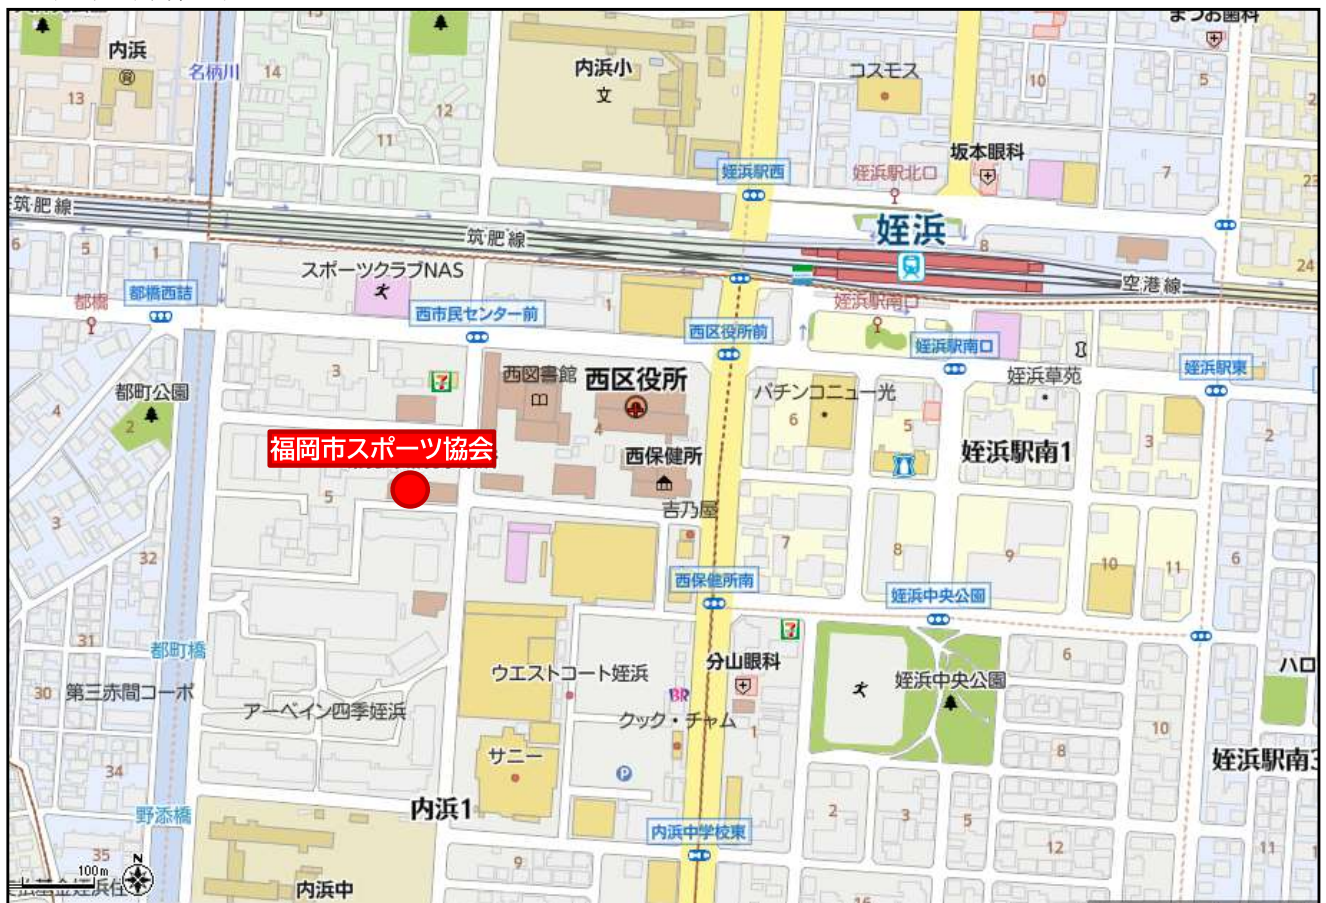 まつお歯科
内浜
名柄川
14
13
15
12
11
内浜小
文
コスモス
10
5
坂本眼科
7
姪浜駅西
姪浜駅北口
筑肥線
筑肥線
姪浜
8
空港線
23
24
6
5
1
スポーツクラブNAS
都橋西詰
都橋
西市民センター前
1
西区役所前
姪浜駅南口
姪浜駅南口
姪浜駅東
3
西図書館
西区役所
パチンコニュー光
姪浜草苑
都町公園
4
2
福岡市スポーツ協会
4
西保健所
6
5
姪浜駅南1
3
2
5
吉乃屋
3
32
7
8
9
10
11
6
西保健所南
姪浜中央公園
31
都町橋
分山眼科
6
ハロ
30
第三赤間コーポ
ウエストコート姪浜
BR
姪浜中央公園
アーベイン四季姪浜
クック・チャム
1
10
8
サニー
P
姪浜駅南3
34
内浜1
野添橋
内浜中学校東
2
3
5
12
11
35
N
100m
9
内浜中
16